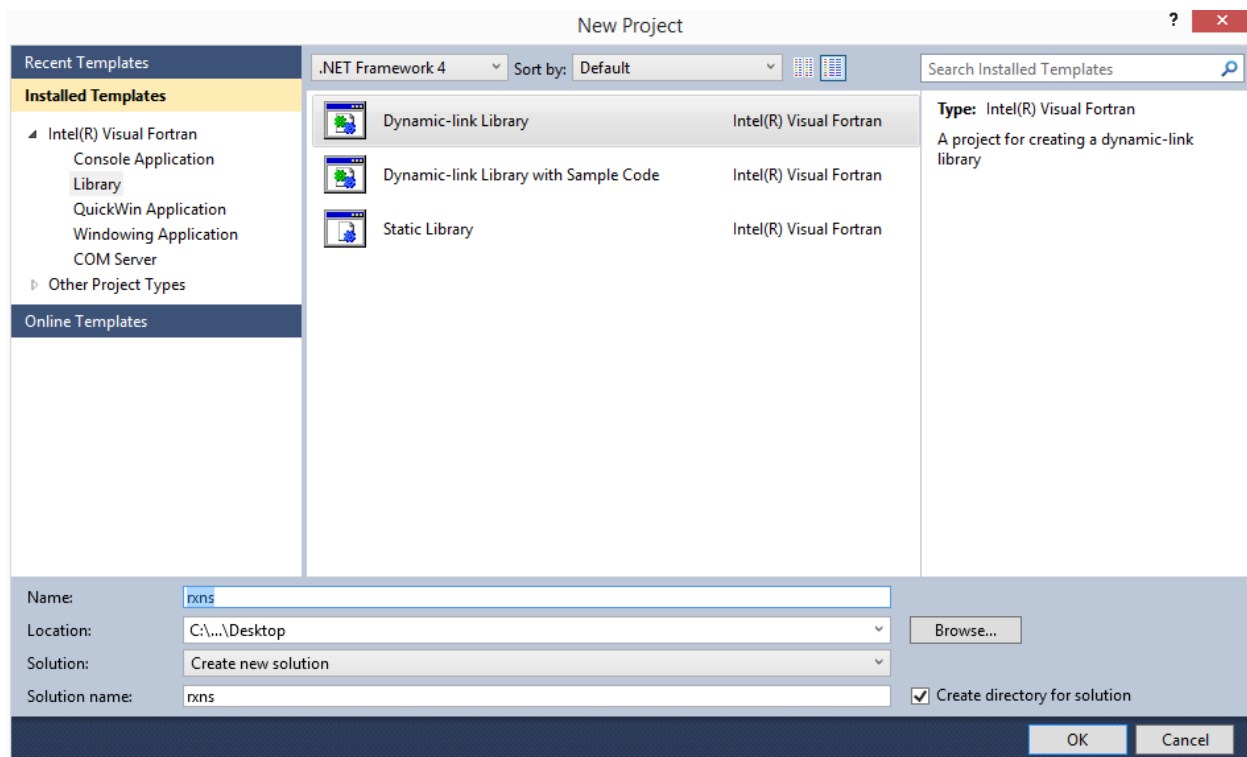 New Project
?
Recent Templates
Installed Templates
Intel(R) Visual Fortran
Console Application
Library
QuickWin Application
Windowing Application
COM Server
Other Project Types
Online Templates
.NET Framework 4 Sort by: Default
Dynamic-link Library Intel(R) Visual Fortran
Dynamic-link Library with Sample Code Intel(R) Visual Fortran
Static Library Intel(R) Visual Fortran
Search Installed Templates
Type: Intel(R) Visual Fortran
A project for creating a dynamic-link
library
Name: rxns
Location: C:\...\Desktop Browse...
Solution: Create new solution
Solution name: rxns Create directory for solution
OK Cancel